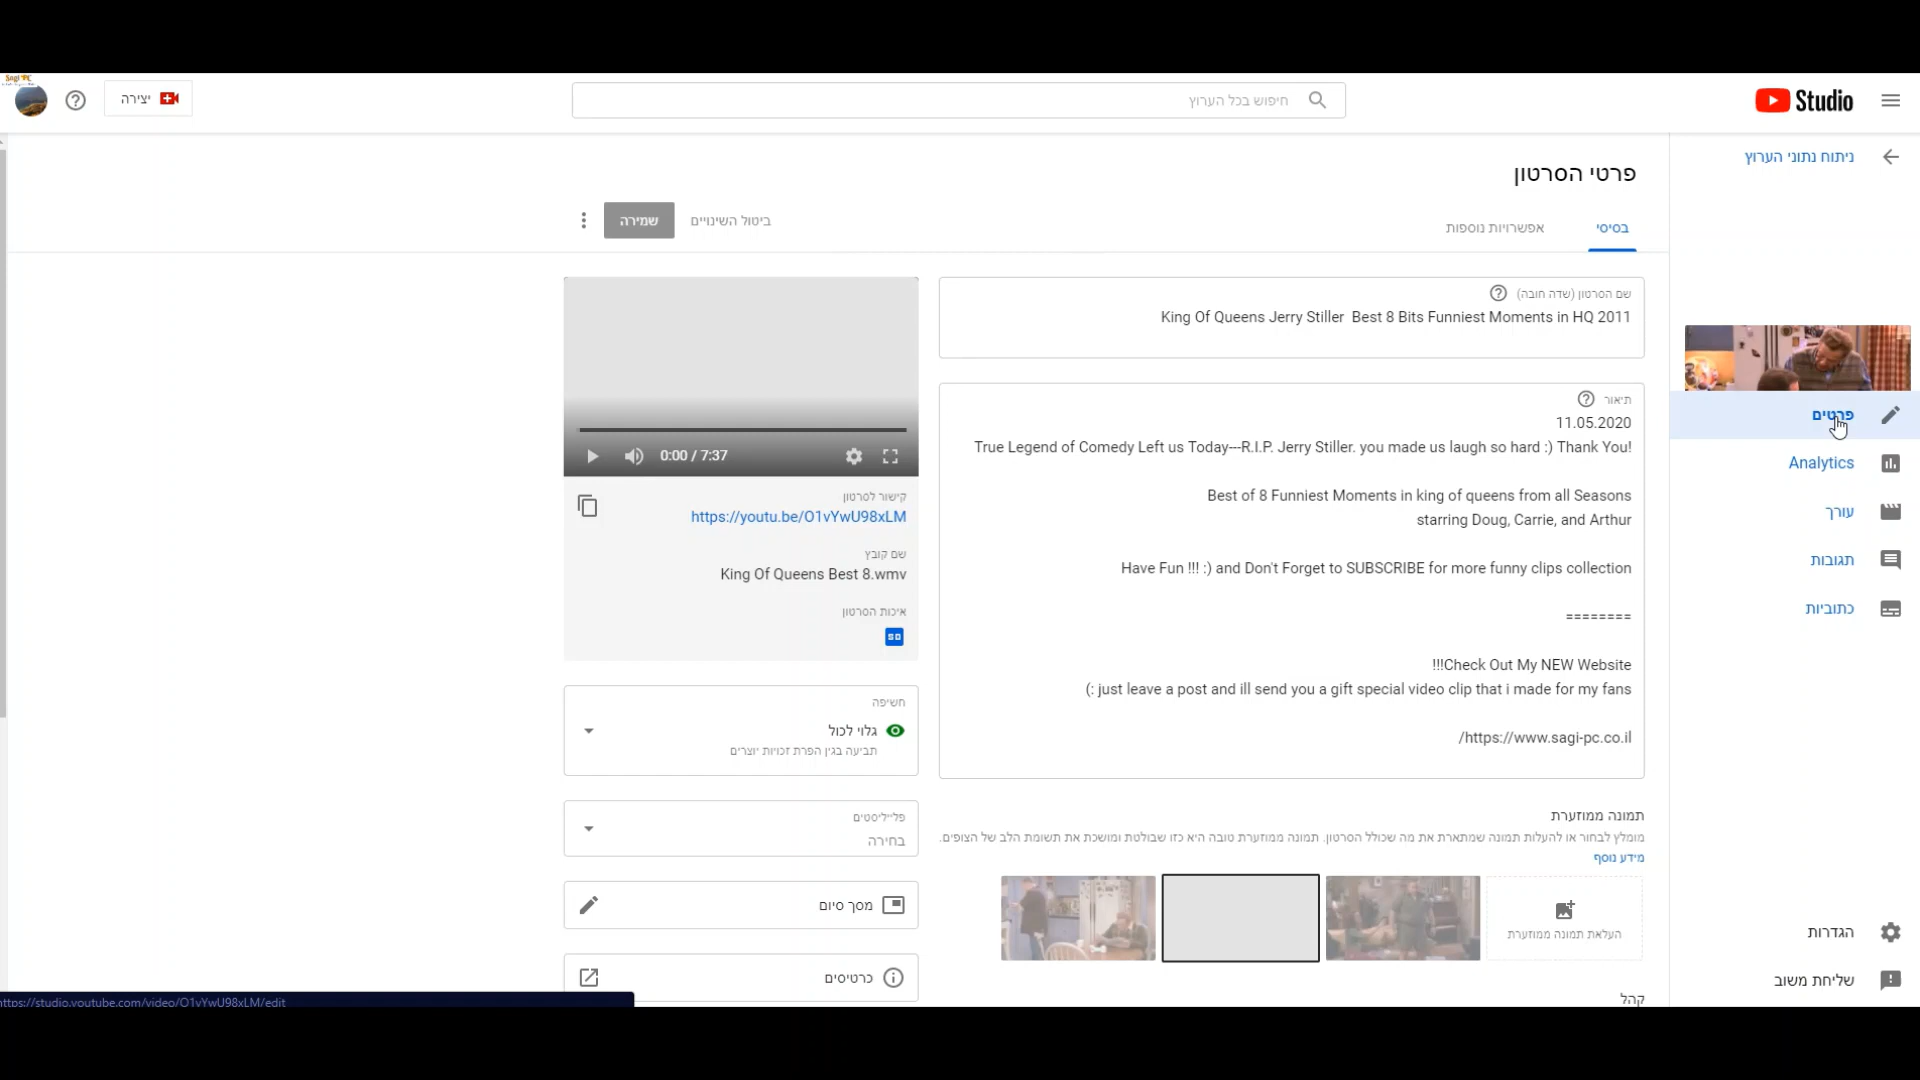 Sagi PC
יצירה
חיפוש בכל הערוץ
Studio
ניתוח נתוני הערוץ
פרטי הסרטון
בסיסי
אפשרויות נוספות
ביטול השינויים
שמירה
שם הסרטון (שדה חובה)
King Of Queens Jerry Stiller  Best 8 Bits Funniest Moments in HQ 2011
תיאור
11.05.2020
True Legend of Comedy Left us Today---R.I.P. Jerry Stiller. you made us laugh so hard :) Thank You!
Best of 8 Funniest Moments in king of queens from all Seasons
starring Doug, Carrie, and Arthur
Have Fun !!! :) and Don't Forget to SUBSCRIBE for more funny clips collection
========
!!!Check Out My NEW Website
(: just leave a post and ill send you a gift special video clip that i made for my fans
/https://www.sagi-pc.co.il
תמונה ממוזערת
מומלץ לבחור או להעלות תמונה שמתארת את מה שכולל הסרטון. תמונה ממוזערת טובה היא כזו שבולטת ומושכת את תשומת הלב של הצופים.
מידע נוסף
העלאת תמונה ממוזערת
קהל
0:00 / 7:37
קישור לסרטון
https://youtu.be/O1vYwU98xLM
שם קובץ
King Of Queens Best 8.wmv
איכות הסרטון
SD
חשיפה
גלוי לכול
תביעה בגין הפרת זכויות יוצרים
פלייליסטים
בחירה
מסך סיום
כרטיסים
פרטים
Analytics
עורך
תגובות
כתוביות
הגדרות
שליחת משוב
https://studio.youtube.com/video/O1vYwU98xLM/edit